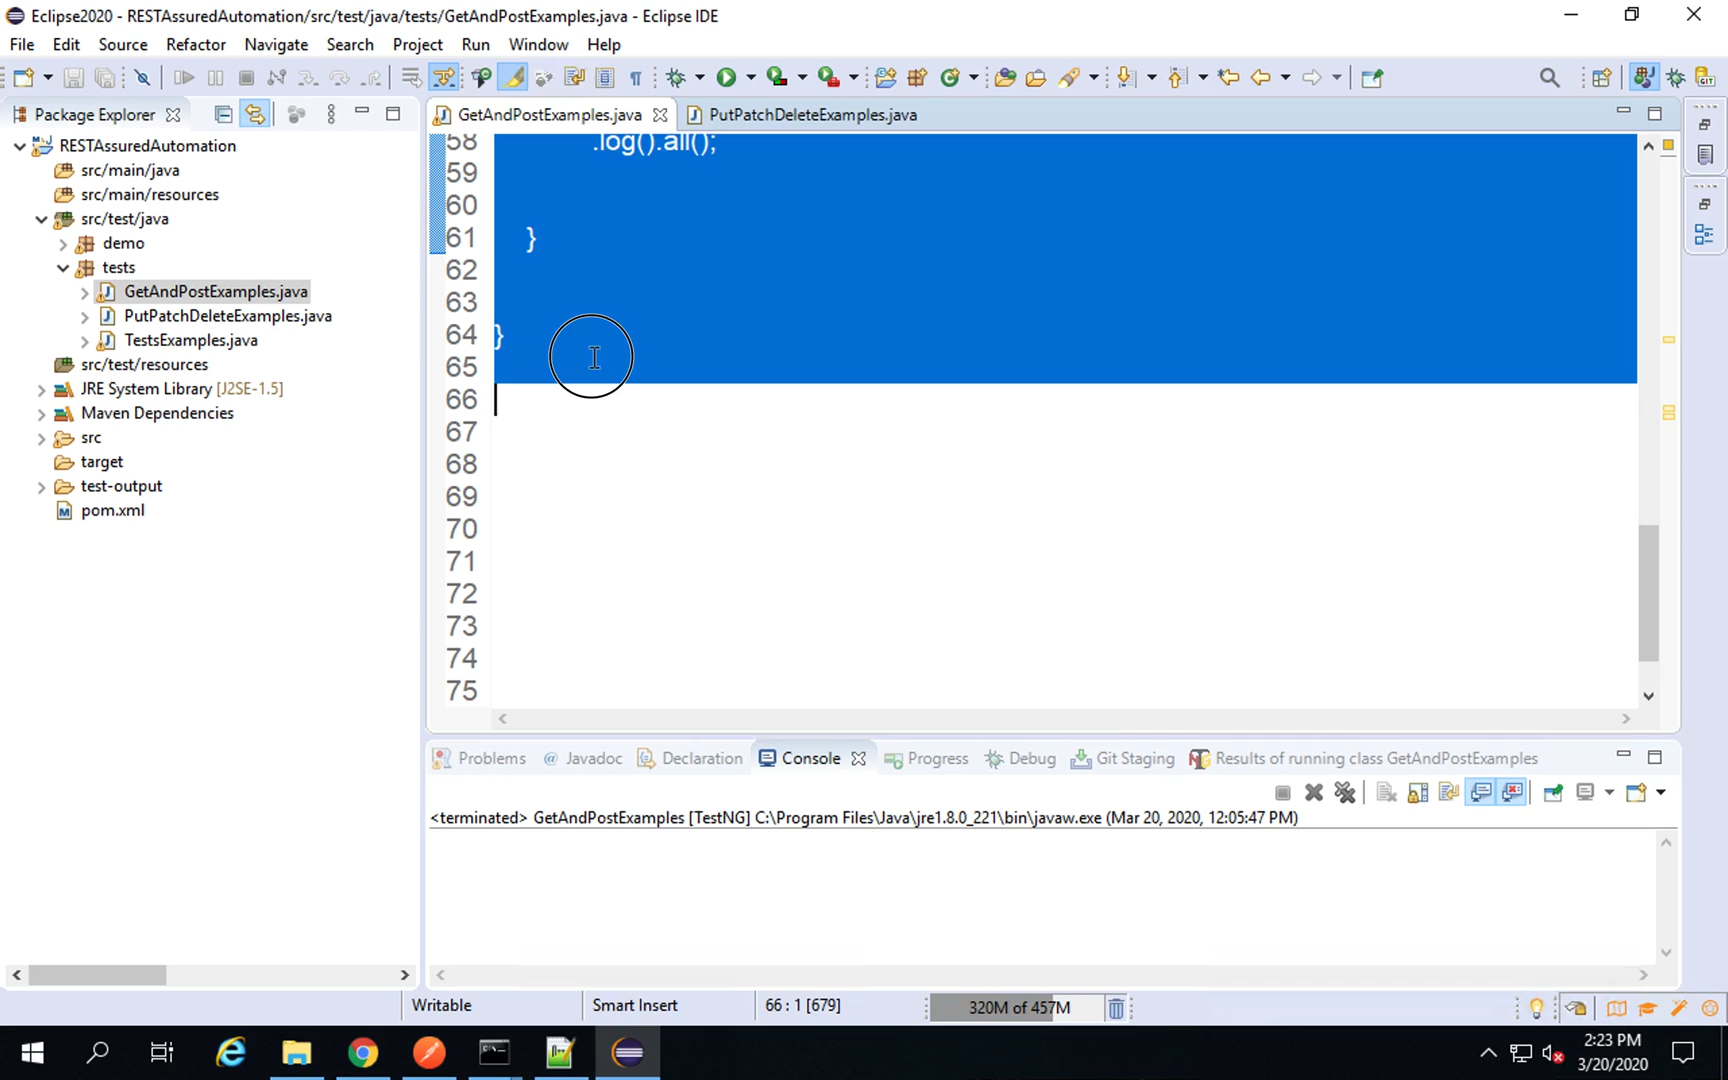 Eclipse2020 - RESTAssuredAutomation/src/test/java/tests/GetAndPostExamples.java - Eclipse IDE
File Edit Source Refactor Navigate Search Project Run Window Help
Package Explorer
GetAndPostExamples.java PutPatchDeleteExamples.java
RESTAssuredAutomation
src/main/java
src/main/resources
src/test/java
demo
tests
GetAndPostExamples.java
PutPatchDeleteExamples.java
TestsExamples.java
src/test/resources
JRE System Library [J2SE-1.5]
Maven Dependencies
src
target
test-output
pom.xml
58 .log().all();
59
60
61 }
62
63
64 }
65
66
67
68
69
70
71
72
73
74
75
Problems @ Javadoc Declaration Console Progress Debug Git Staging Results of running class GetAndPostExamples
<terminated> GetAndPostExamples [TestNG] C:\Program Files\Java\jre1.8.0_221\bin\javaw.exe (Mar 20, 2020, 12:05:47 PM)
Writable Smart Insert 66 : 1 [679] 320M of 457M
2:23 PM
3/20/2020